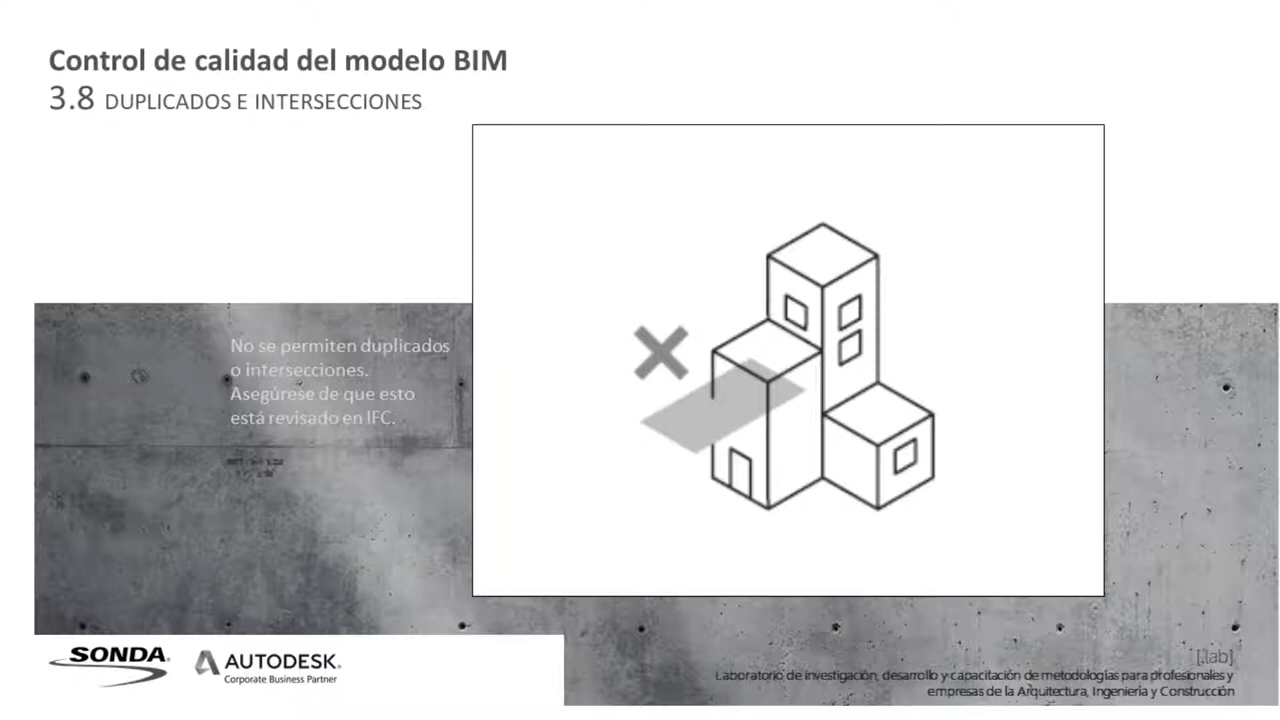 Control de calidad del modelo BIM
3.8 DUPLICADOS E INTERSECCIONES
No se permiten duplicados
o intersecciones.
Asegúrese de que esto
está revisado en IFC.
SONDA
AUTODESK.
Corporate Business Partner
[.lab]
Laboratorio de investigación, desarrollo y capacitación de metodologías para profesionales y
empresas de la Arquitectura, Ingeniería y Construcción